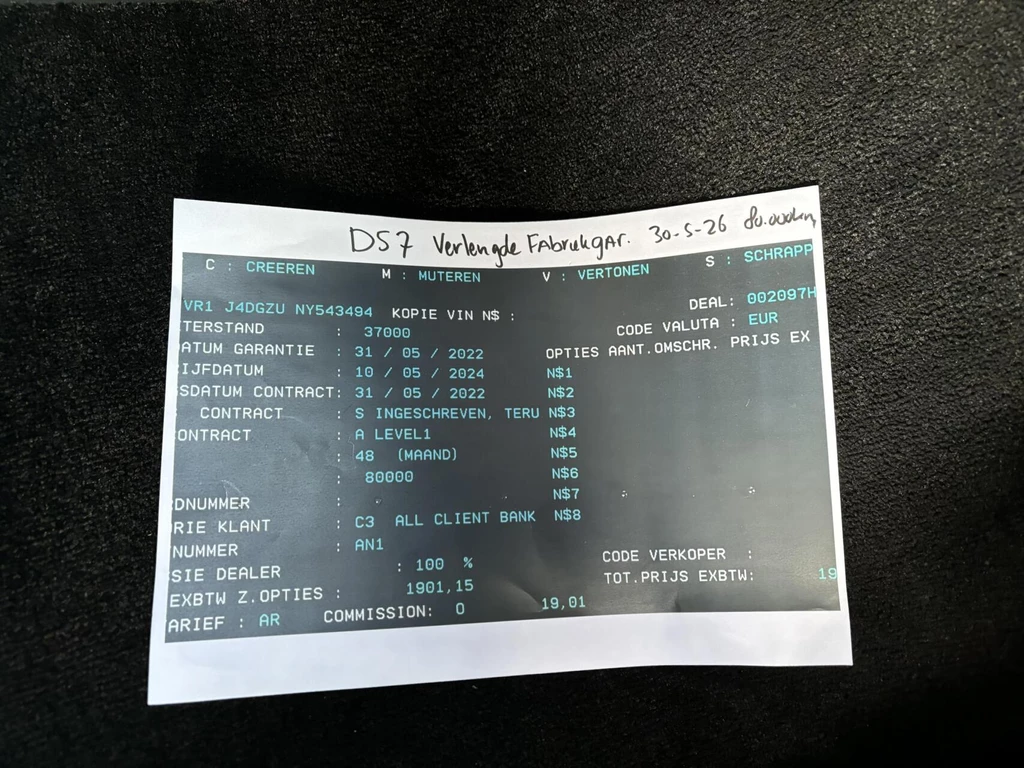 DS7 Verlengde Fabrukgar. 30-5-26 80.000km
C : CREEREN M : MUTEREN V : VERTONEN S : SCHRAPP
VR1 J4DGZU NY543494 KOPIE VIN N$ : DEAL: 002097H
TERSTAND : 37000 CODE VALUTA : EUR
ATUM GARANTIE : 31 / 05 / 2022 OPTIES AANT.OMSCHR. PRIJS EX
IJFDATUM : 10 / 05 / 2024 N$1
SDATUM CONTRACT: 31 / 05 / 2022 N$2
CONTRACT : S INGESCHREVEN, TERU N$3
ONTRACT : A LEVEL1 N$4
: 48 (MAAND) N$5
: 80000 N$6
DNUMMER : N$7
RIE KLANT : C3 ALL CLIENT BANK N$8
NUMMER : AN1
SIE DEALER : 100 % CODE VERKOPER :
EXBTW Z.OPTIES : 1901,15 TOT.PRIJS EXBTW: 19
ARIEF : AR COMMISSION: 0 19,01